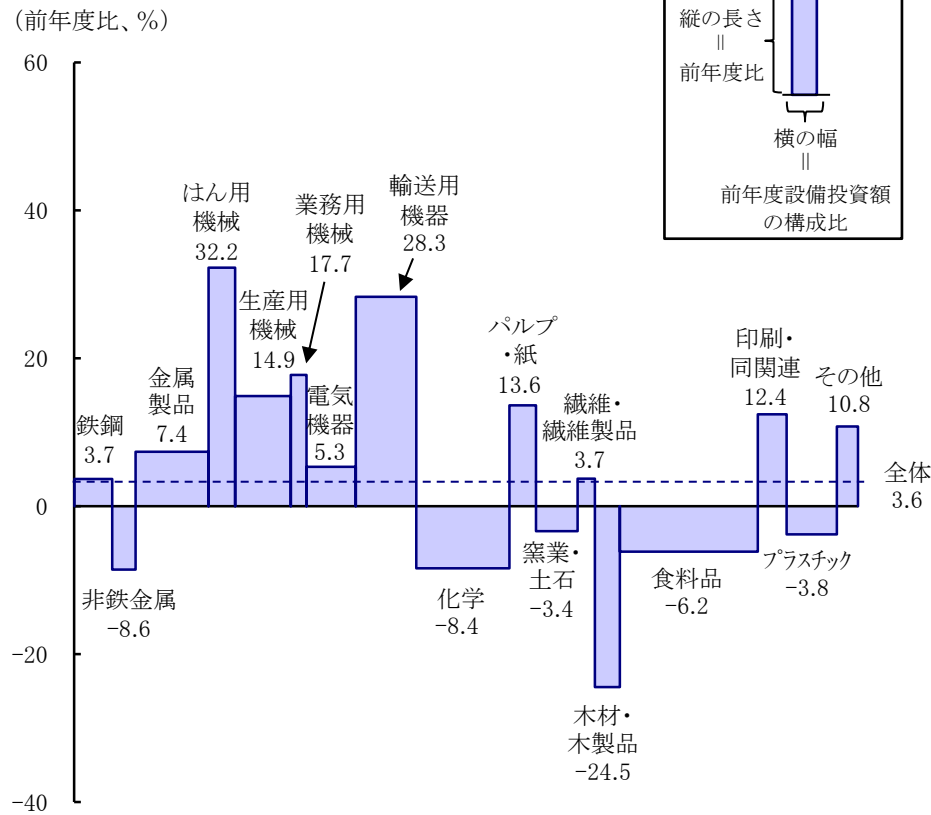 （前年度比、%）
縦の長さ
||
前年度比
横の幅
||
前年度設備投資額
の構成比
60
40
20
0
-20
-40
鉄鋼
3.7
非鉄金属
-8.6
金属
製品
7.4
はん用
機械
32.2
生産用
機械
14.9
業務用
機械
17.7
電気
機器
5.3
輸送用
機器
28.3
化学
-8.4
パルプ
・紙
13.6
窯業・
土石
-3.4
繊維・
繊維製品
3.7
木材・
木製品
-24.5
食料品
-6.2
印刷・
同関連
12.4
プラスチック
-3.8
その他
10.8
全体
3.6